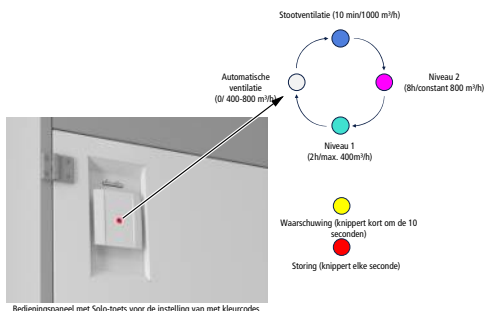 Stootventilatie (10 min/1000 m³/h)
Automatische
ventilatie
(0/ 400-800 m³/h)
Niveau 2
(8h/constant 800 m³/h)
Niveau 1
(2h/max. 400m³/h)
Waarschuwing (knippert kort om de 10
seconden)
Storing (knippert elke seconde)
Bedieningspaneel met Solo-toets voor de instelling van met kleurcodes